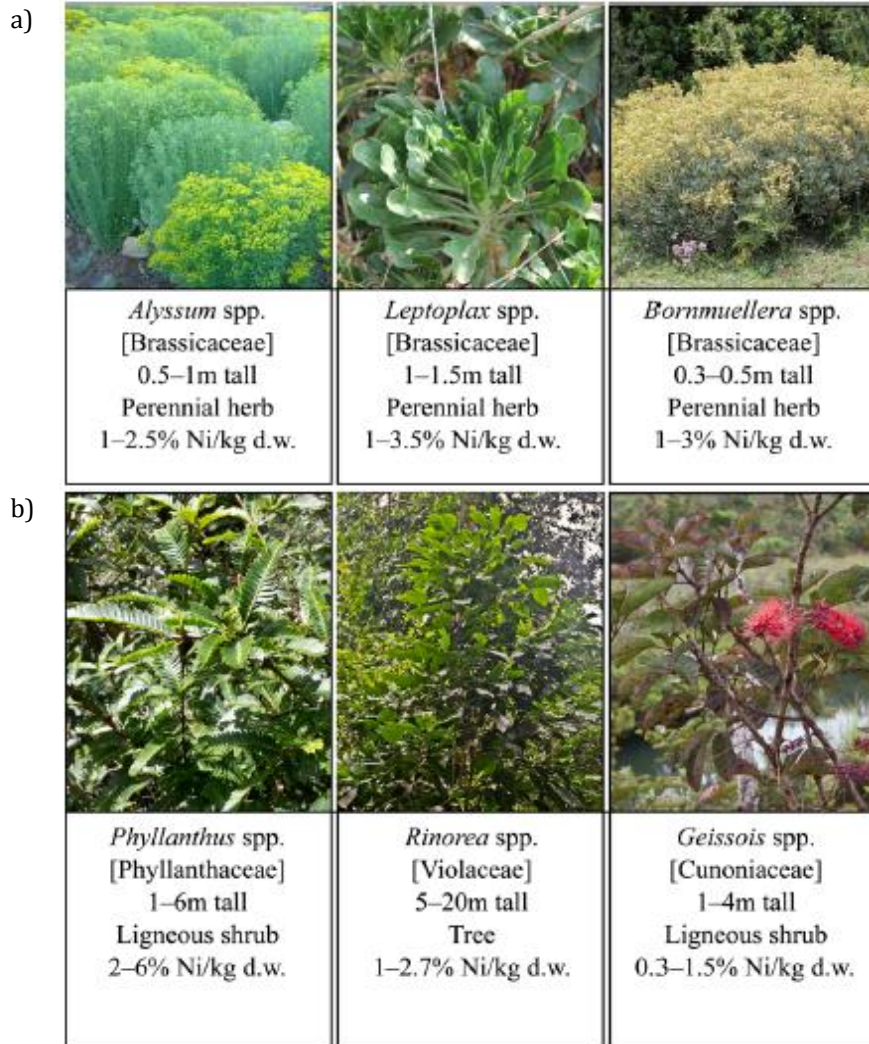 a)
Alyssum spp.
[Brassicaceae]
0.5–1m tall
Perennial herb
1–2.5% Ni/kg d.w.
Leptoplax spp.
[Brassicaceae]
1–1.5m tall
Perennial herb
1–3.5% Ni/kg d.w.
Bornmuellera spp.
[Brassicaceae]
0.3–0.5m tall
Perennial herb
1–3% Ni/kg d.w.
b)
Phyllanthus spp.
[Phyllanthaceae]
1–6m tall
Ligneous shrub
2–6% Ni/kg d.w.
Rinorea spp.
[Violaceae]
5–20m tall
Tree
1–2.7% Ni/kg d.w.
Geissois spp.
[Cunoniaceae]
1–4m tall
Ligneous shrub
0.3–1.5% Ni/kg d.w.